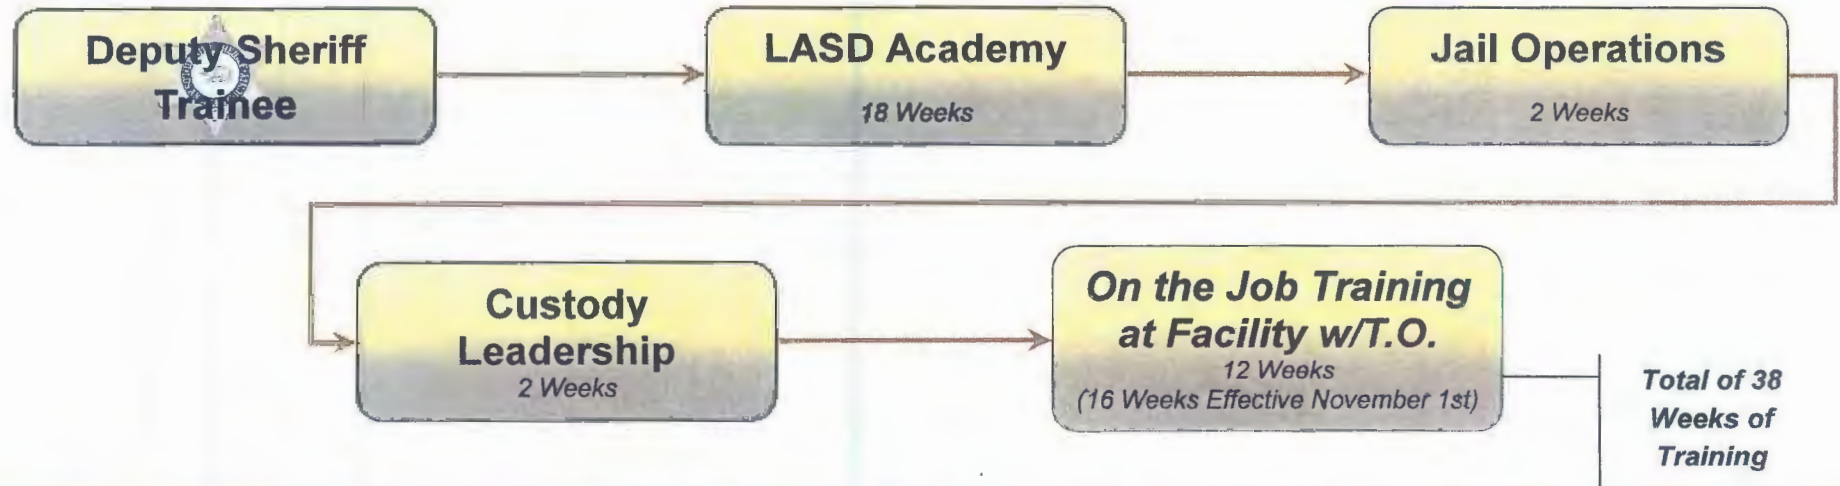 Deputy Sheriff
Trainee
LASD Academy
18 Weeks
Jail Operations
2 Weeks
Custody
Leadership
2 Weeks
On the Job Training
at Facility w/T.O.
12 Weeks
(16 Weeks Effective November 1st)
Total of 38
Weeks of
Training